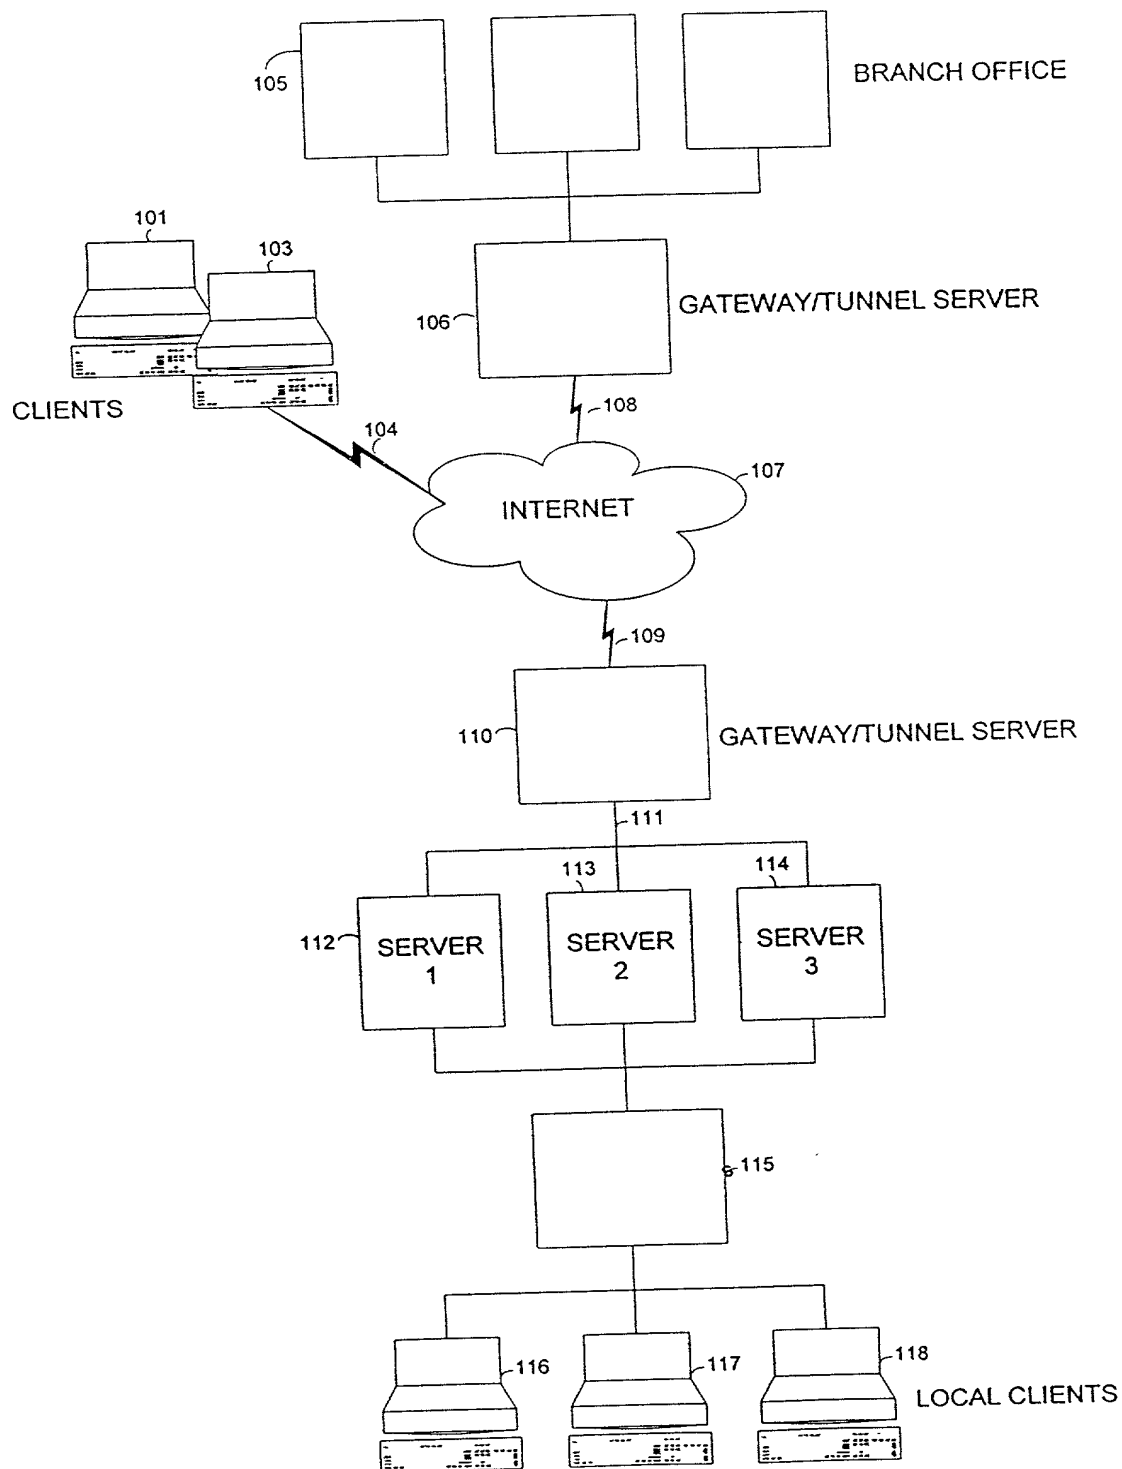 105
BRANCH OFFICE
101
103
106
GATEWAY/TUNNEL SERVER
CLIENTS
104
108
107
INTERNET
109
110
GATEWAY/TUNNEL SERVER
111
113
114
112
SERVER
1
SERVER
2
SERVER
3
115
116
117
118
LOCAL CLIENTS